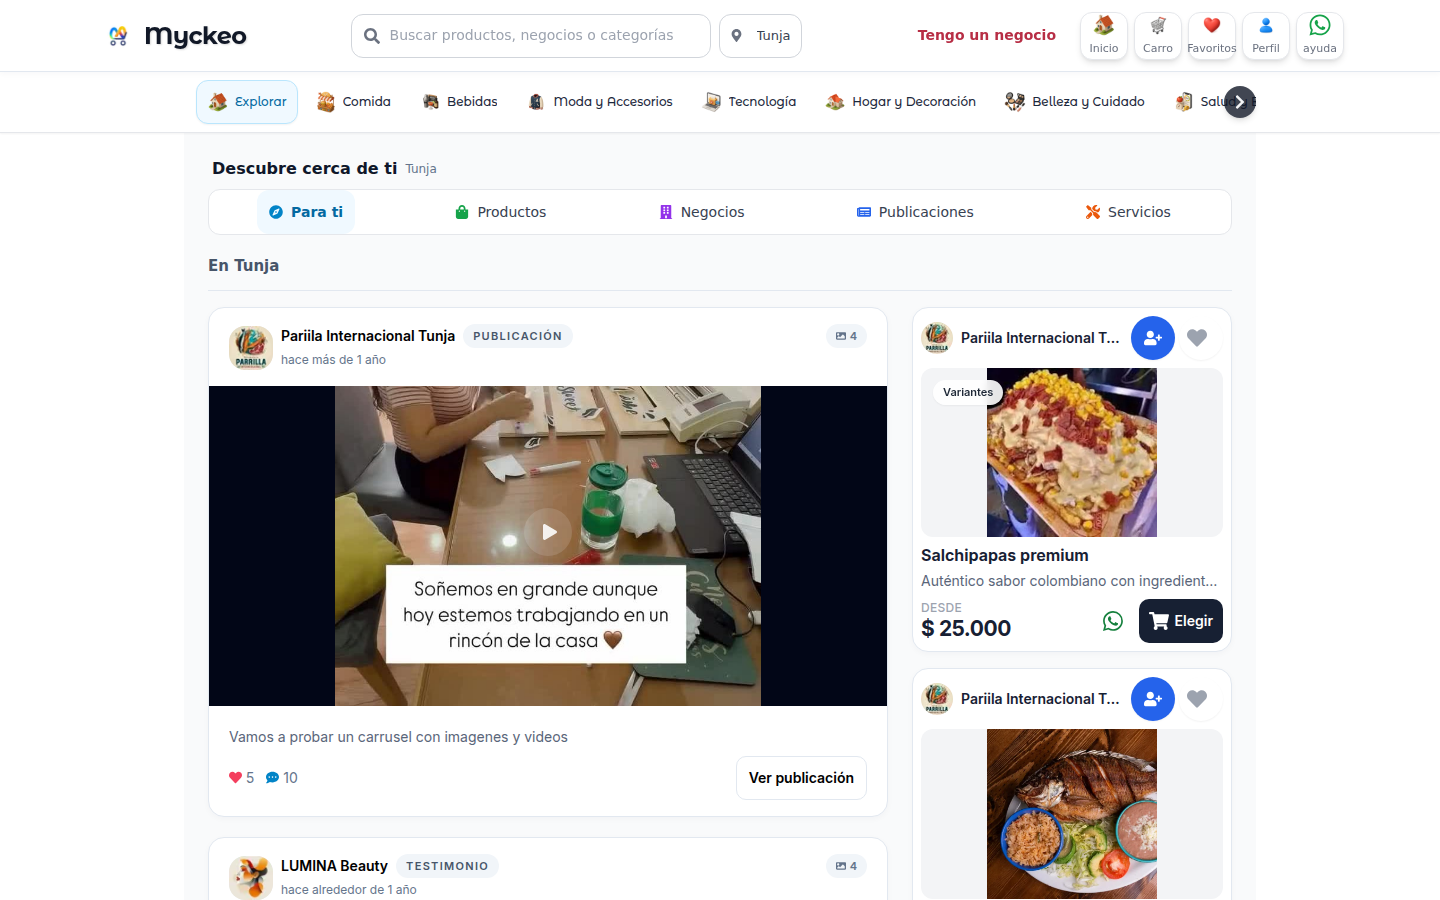 Myckeo
Buscar productos, negocios o categorías
Tunja
Tengo un negocio
Inicio
Carro
Favoritos
Perfil
ayuda
Explorar
Comida
Bebidas
Moda y Accesorios
Tecnología
Hogar y Decoración
Belleza y Cuidado
Descubre cerca de ti Tunja
Para ti
Productos
Negocios
Publicaciones
Servicios
En Tunja
PARRILLA
Pariila Internacional Tunja PUBLICACIÓN
4
hace más de 1 año
Sweet
Soñemos en grande aunque
hoy estemos trabajando en un
rincón de la casa
Vamos a probar un carrusel con imagenes y videos
5 10
Ver publicación
LUMINA Beauty TESTIMONIO
4
hace alrededor de 1 año
PARRILLA
Pariila Internacional T...
Variantes
Salchipapas premium
Auténtico sabor colombiano con ingredient...
DESDE
$ 25.000
Elegir
PARRILLA
Pariila Internacional T...